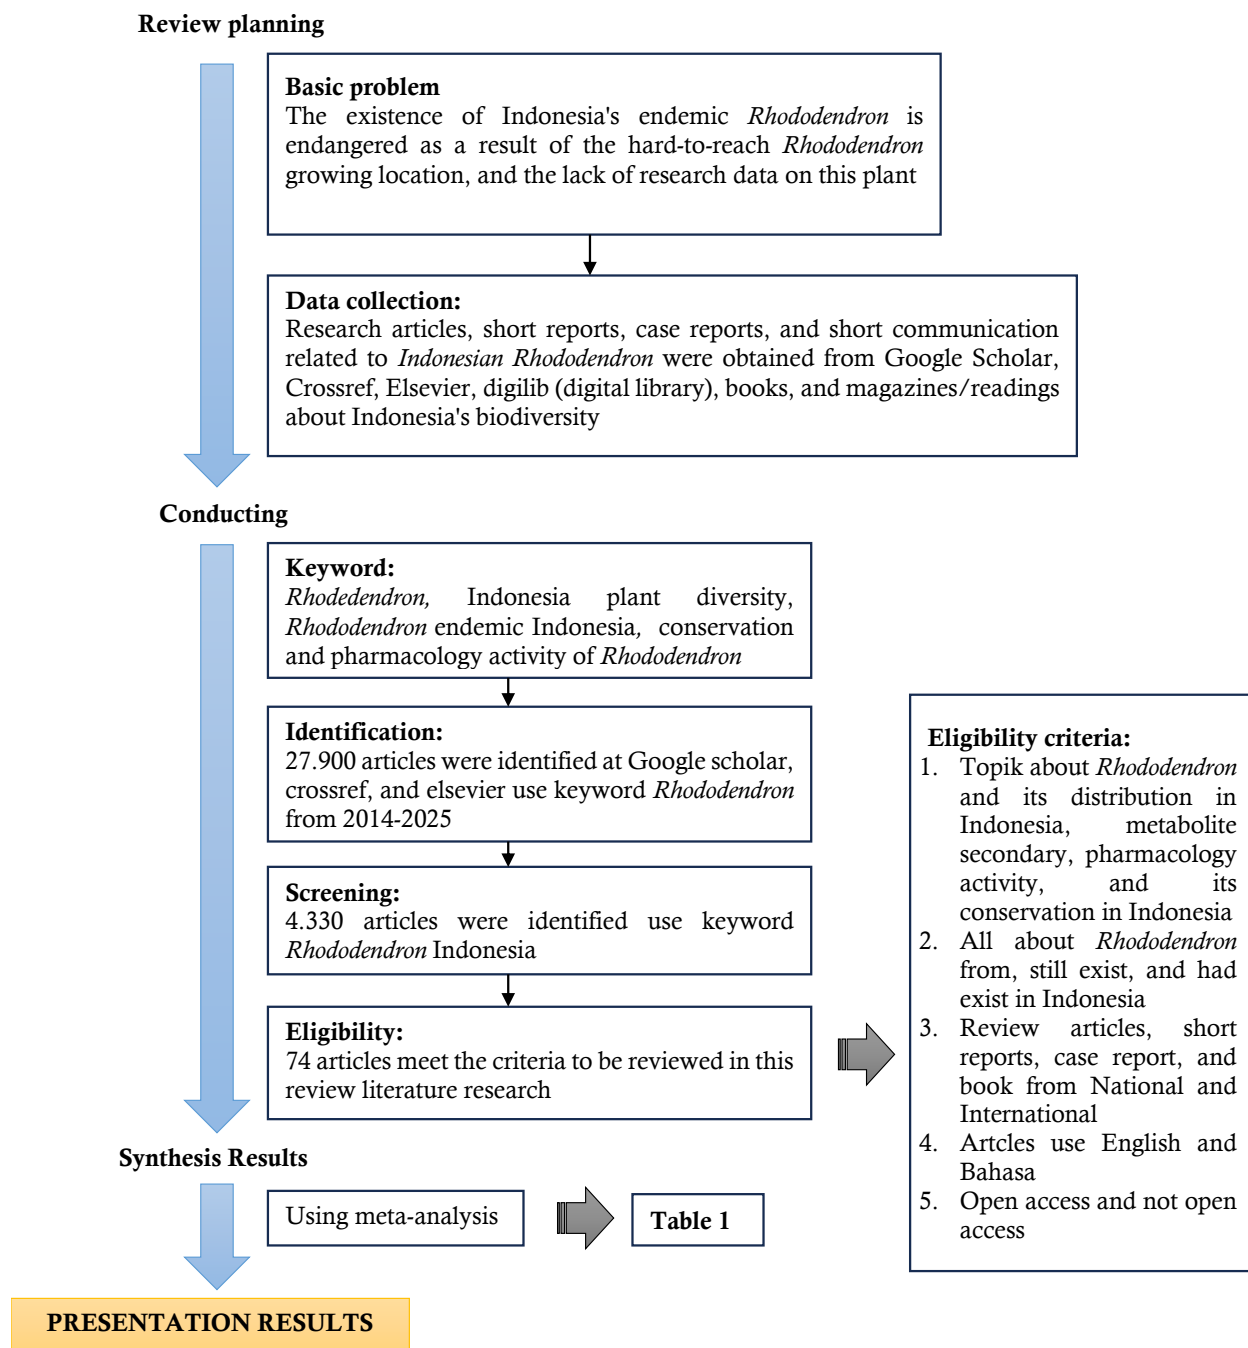 Review planning
Basic problem
The existence of Indonesia's endemic Rhododendron is
endangered as a result of the hard-to-reach Rhododendron
growing location, and the lack of research data on this plant
Data collection:
Research articles, short reports, case reports, and short communication
related to Indonesian Rhododendron were obtained from Google Scholar,
Crossref, Elsevier, digilib (digital library), books, and magazines/readings
about Indonesia's biodiversity
Conducting
Keyword:
Rhodedendron, Indonesia plant diversity,
Rhododendron endemic Indonesia, conservation
and pharmacology activity of Rhododendron
Identification:
27.900 articles were identified at Google scholar,
crossref, and elsevier use keyword Rhododendron
from 2014-2025
Screening:
4.330 articles were identified use keyword
Rhododendron Indonesia
Eligibility:
74 articles meet the criteria to be reviewed in this
review literature research
Eligibility criteria:
1. Topik about Rhododendron
and its distribution in
Indonesia, metabolite
secondary, pharmacology
activity, and its
conservation in Indonesia
2. All about Rhododendron
from, still exist, and had
exist in Indonesia
3. Review articles, short
reports, case report, and
book from National and
International
4. Artcles use English and
Bahasa
5. Open access and not open
access
Synthesis Results
Using meta-analysis
Table 1
PRESENTATION RESULTS